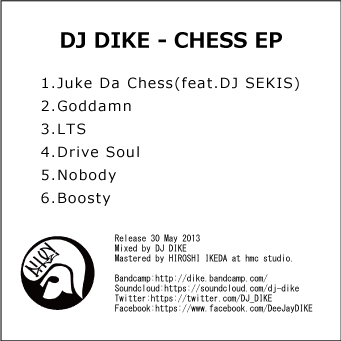 DJ DIKE - CHESS EP
1.Juke Da Chess(feat.DJ SEKIS)
2.Goddamn
3.LTS
4.Drive Soul
5.Nobody
6.Boosty
Release 30 May 2013
Mixed by DJ DIKE
Mastered by HIROSHI IKEDA at hmc studio.
Bandcamp:http://dike.bandcamp.com/
Soundcloud:https://soundcloud.com/dj-dike
Twitter:https://twitter.com/DJ_DIKE
Facebook:https://www.facebook.com/DeeJayDIKE